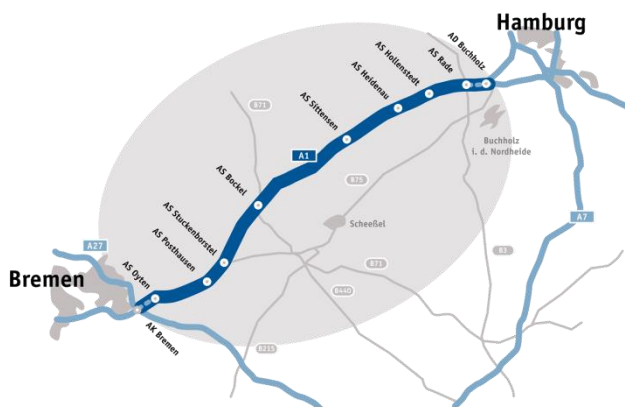 Hamburg
AD Buchholz
AS Rade
AS Hollenstedt
AS Heidenau
AS Sittensen
B71
A1
Buchholz
i. d. Nordheide
AS Bockel
B75
Scheeßel
AS Stuckenborstel
AS Posthausen
A7
A27
B3
B71
Bremen
AS Oyten
B440
AK Bremen
B215